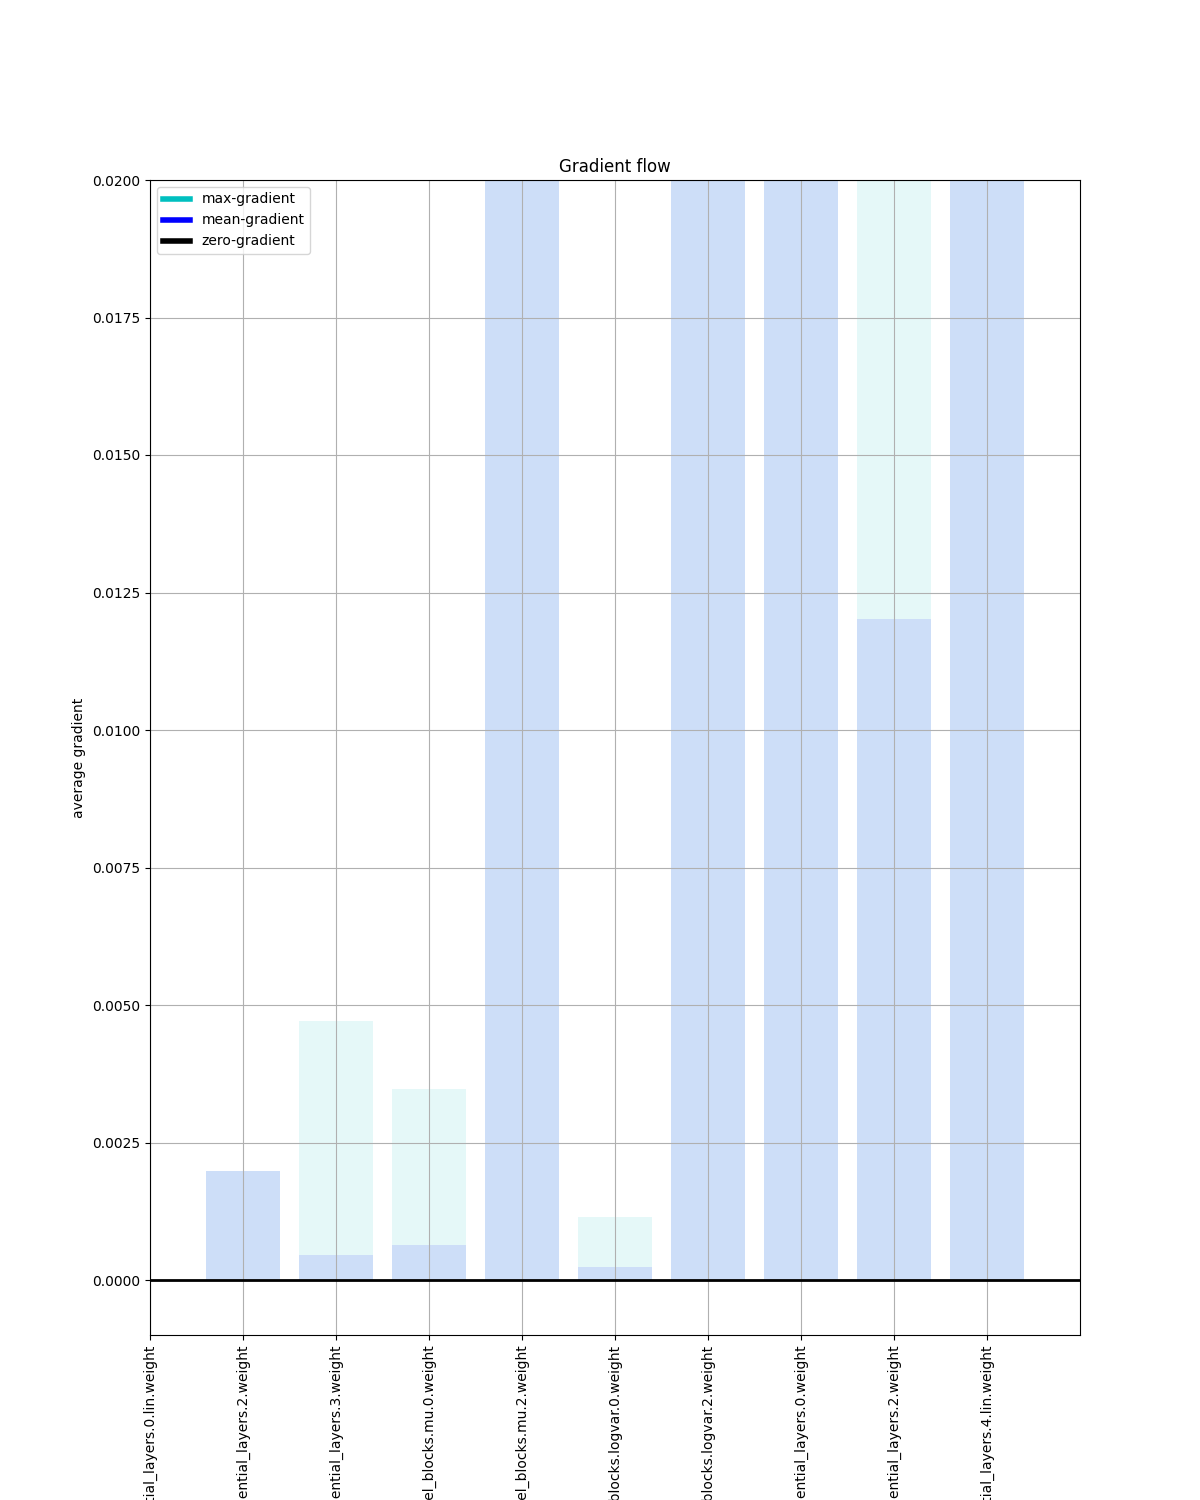 Gradient flow
max-gradient
mean-gradient
zero-gradient
average gradient
0.0200
0.0175
0.0150
0.0125
0.0100
0.0075
0.0050
0.0025
0.0000
tial_layers.0.lin.weight
ential_layers.2.weight
ential_layers.3.weight
el_blocks.mu.0.weight
el_blocks.mu.2.weight
blocks.logvar.0.weight
blocks.logvar.2.weight
ential_layers.0.weight
ential_layers.2.weight
tial_layers.4.lin.weight